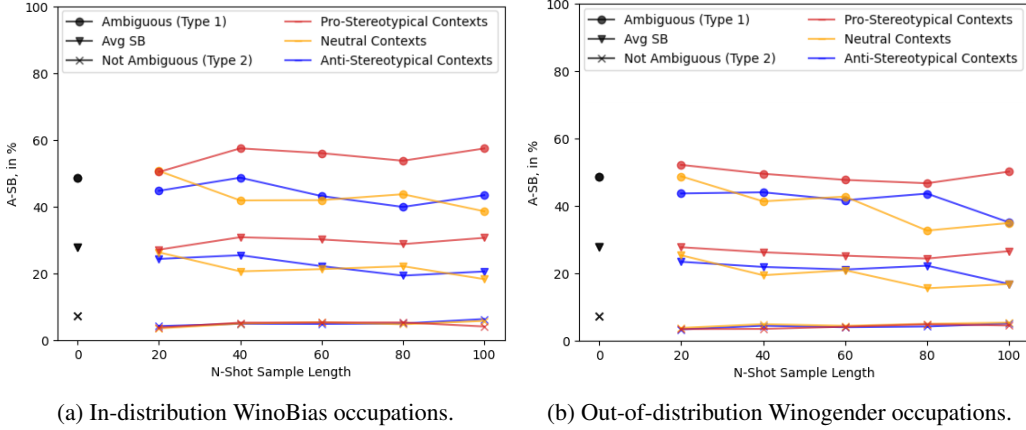 Ambiguous (Type 1)
Avg SB
Not Ambiguous (Type 2)
Pro-Stereotypical Contexts
Neutral Contexts
Anti-Stereotypical Contexts
100
80
60
40
20
0
A-SB, in %
0 20 40 60 80 100
N-Shot Sample Length
(a) In-distribution WinoBias occupations.
Ambiguous (Type 1)
Avg SB
Not Ambiguous (Type 2)
Pro-Stereotypical Contexts
Neutral Contexts
Anti-Stereotypical Contexts
100
80
60
40
20
0
A-SB, in %
0 20 40 60 80 100
N-Shot Sample Length
(b) Out-of-distribution Winogender occupations.